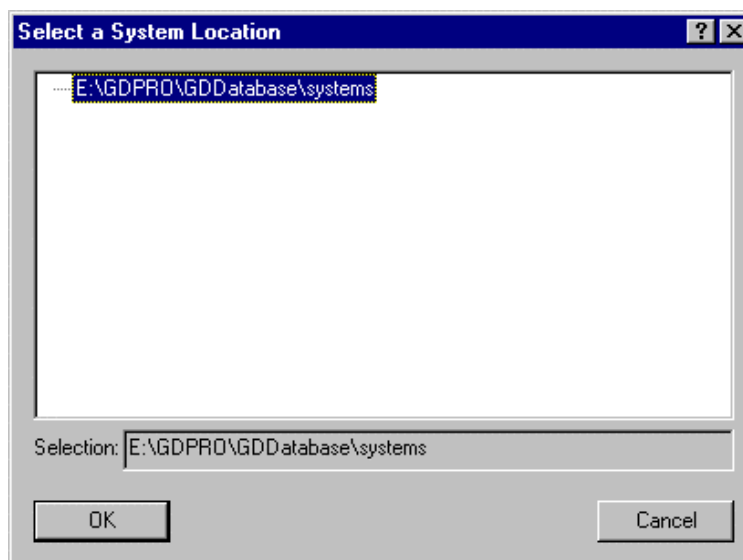 Select a System Location
? X
E:\GDPRO\GDDatabase\systems
Selection: E:\GDPRO\GDDatabase\systems
OK Cancel